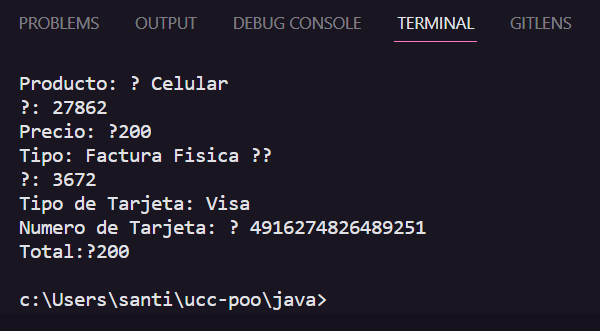 PROBLEMS OUTPUT DEBUG CONSOLE TERMINAL GITLENS
Producto: ? Celular
?: 27862
Precio: ?200
Tipo: Factura Fisica ??
?: 3672
Tipo de Tarjeta: Visa
Numero de Tarjeta: ? 4916274826489251
Total:?200
c:\Users\santi\ucc-poo\java>